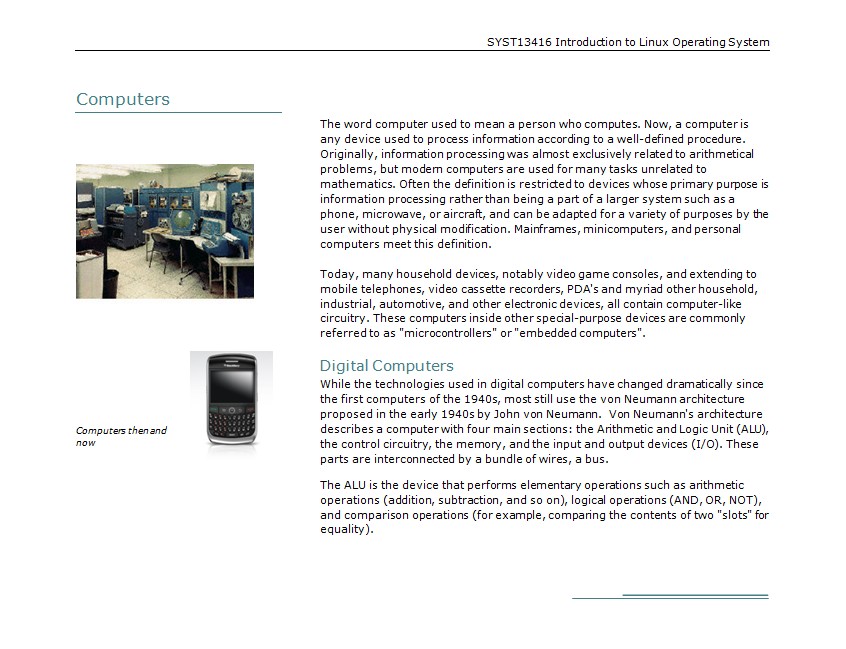 SYST13416 Introduction to Linux Operating System
Computers
The word computer used to mean a person who computes. Now, a computer is
any device used to process information according to a well-defined procedure.
Originally, information processing was almost exclusively related to arithmetical
problems, but modern computers are used for many tasks unrelated to
mathematics. Often the definition is restricted to devices whose primary purpose is
information processing rather than being a part of a larger system such as a
phone, microwave, or aircraft, and can be adapted for a variety of purposes by the
user without physical modification. Mainframes, minicomputers, and personal
computers meet this definition.
Today, many household devices, notably video game consoles, and extending to
mobile telephones, video cassette recorders, PDA's and myriad other household,
industrial, automotive, and other electronic devices, all contain computer-like
circuitry. These computers inside other special-purpose devices are commonly
referred to as "microcontrollers" or "embedded computers".
Computers then and
now
Digital Computers
While the technologies used in digital computers have changed dramatically since
the first computers of the 1940s, most still use the von Neumann architecture
proposed in the early 1940s by John von Neumann. Von Neumann's architecture
describes a computer with four main sections: the Arithmetic and Logic Unit (ALU),
the control circuitry, the memory, and the input and output devices (I/O). These
parts are interconnected by a bundle of wires, a bus.
The ALU is the device that performs elementary operations such as arithmetic
operations (addition, subtraction, and so on), logical operations (AND, OR, NOT),
and comparison operations (for example, comparing the contents of two "slots" for
equality).